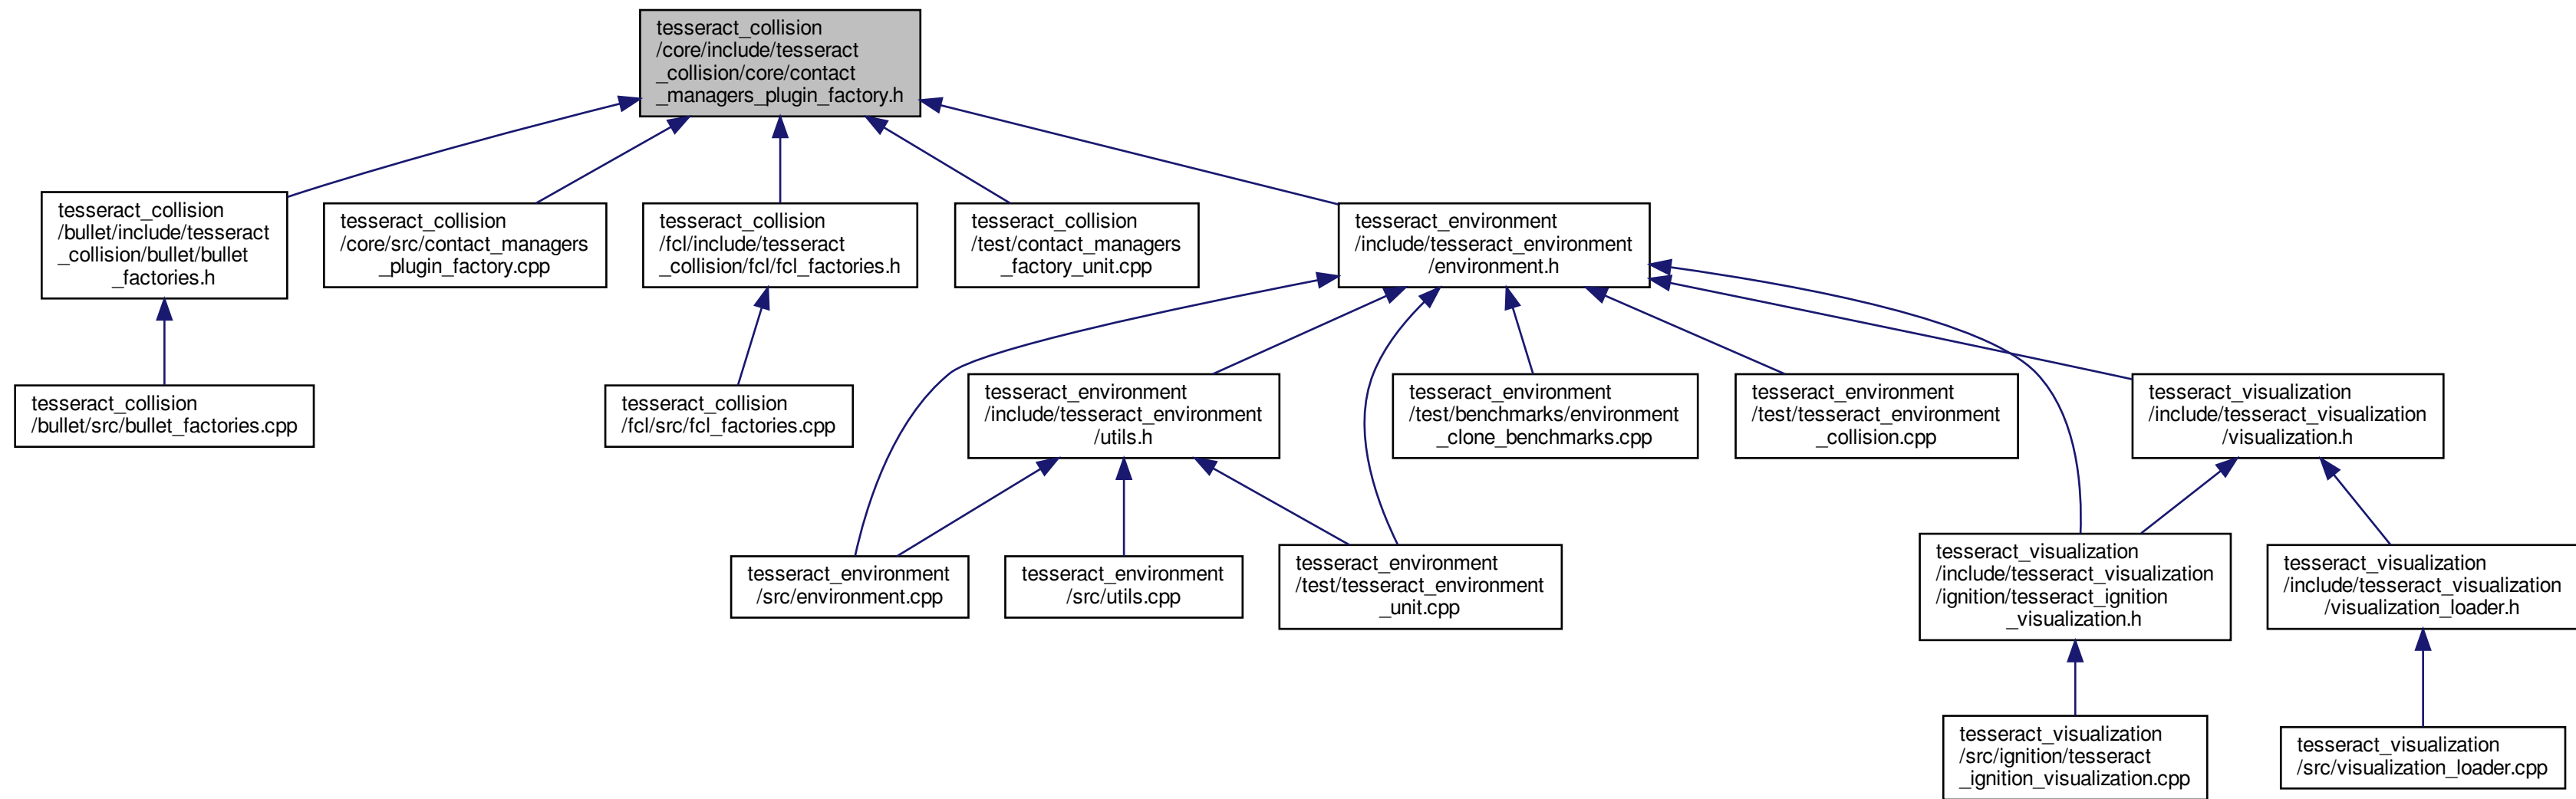 tesseract_collision
/core/include/tesseract
_collision/core/contact
_managers_plugin_factory.h
tesseract_collision
/bullet/include/tesseract
_collision/bullet/bullet
_factories.h
tesseract_collision
/core/src/contact_managers
_plugin_factory.cpp
tesseract_collision
/fcl/include/tesseract
_collision/fcl/fcl_factories.h
tesseract_collision
/test/contact_managers
_factory_unit.cpp
tesseract_environment
/include/tesseract_environment
/environment.h
tesseract_collision
/bullet/src/bullet_factories.cpp
tesseract_collision
/fcl/src/fcl_factories.cpp
tesseract_environment
/include/tesseract_environment
/utils.h
tesseract_environment
/test/benchmarks/environment
_clone_benchmarks.cpp
tesseract_environment
/test/tesseract_environment
_collision.cpp
tesseract_visualization
/include/tesseract_visualization
/visualization.h
tesseract_environment
/src/environment.cpp
tesseract_environment
/src/utils.cpp
tesseract_environment
/test/tesseract_environment
_unit.cpp
tesseract_visualization
/include/tesseract_visualization
/ignition/tesseract_ignition
_visualization.h
tesseract_visualization
/include/tesseract_visualization
/visualization_loader.h
tesseract_visualization
/src/ignition/tesseract
_ignition_visualization.cpp
tesseract_visualization
/src/visualization_loader.cpp